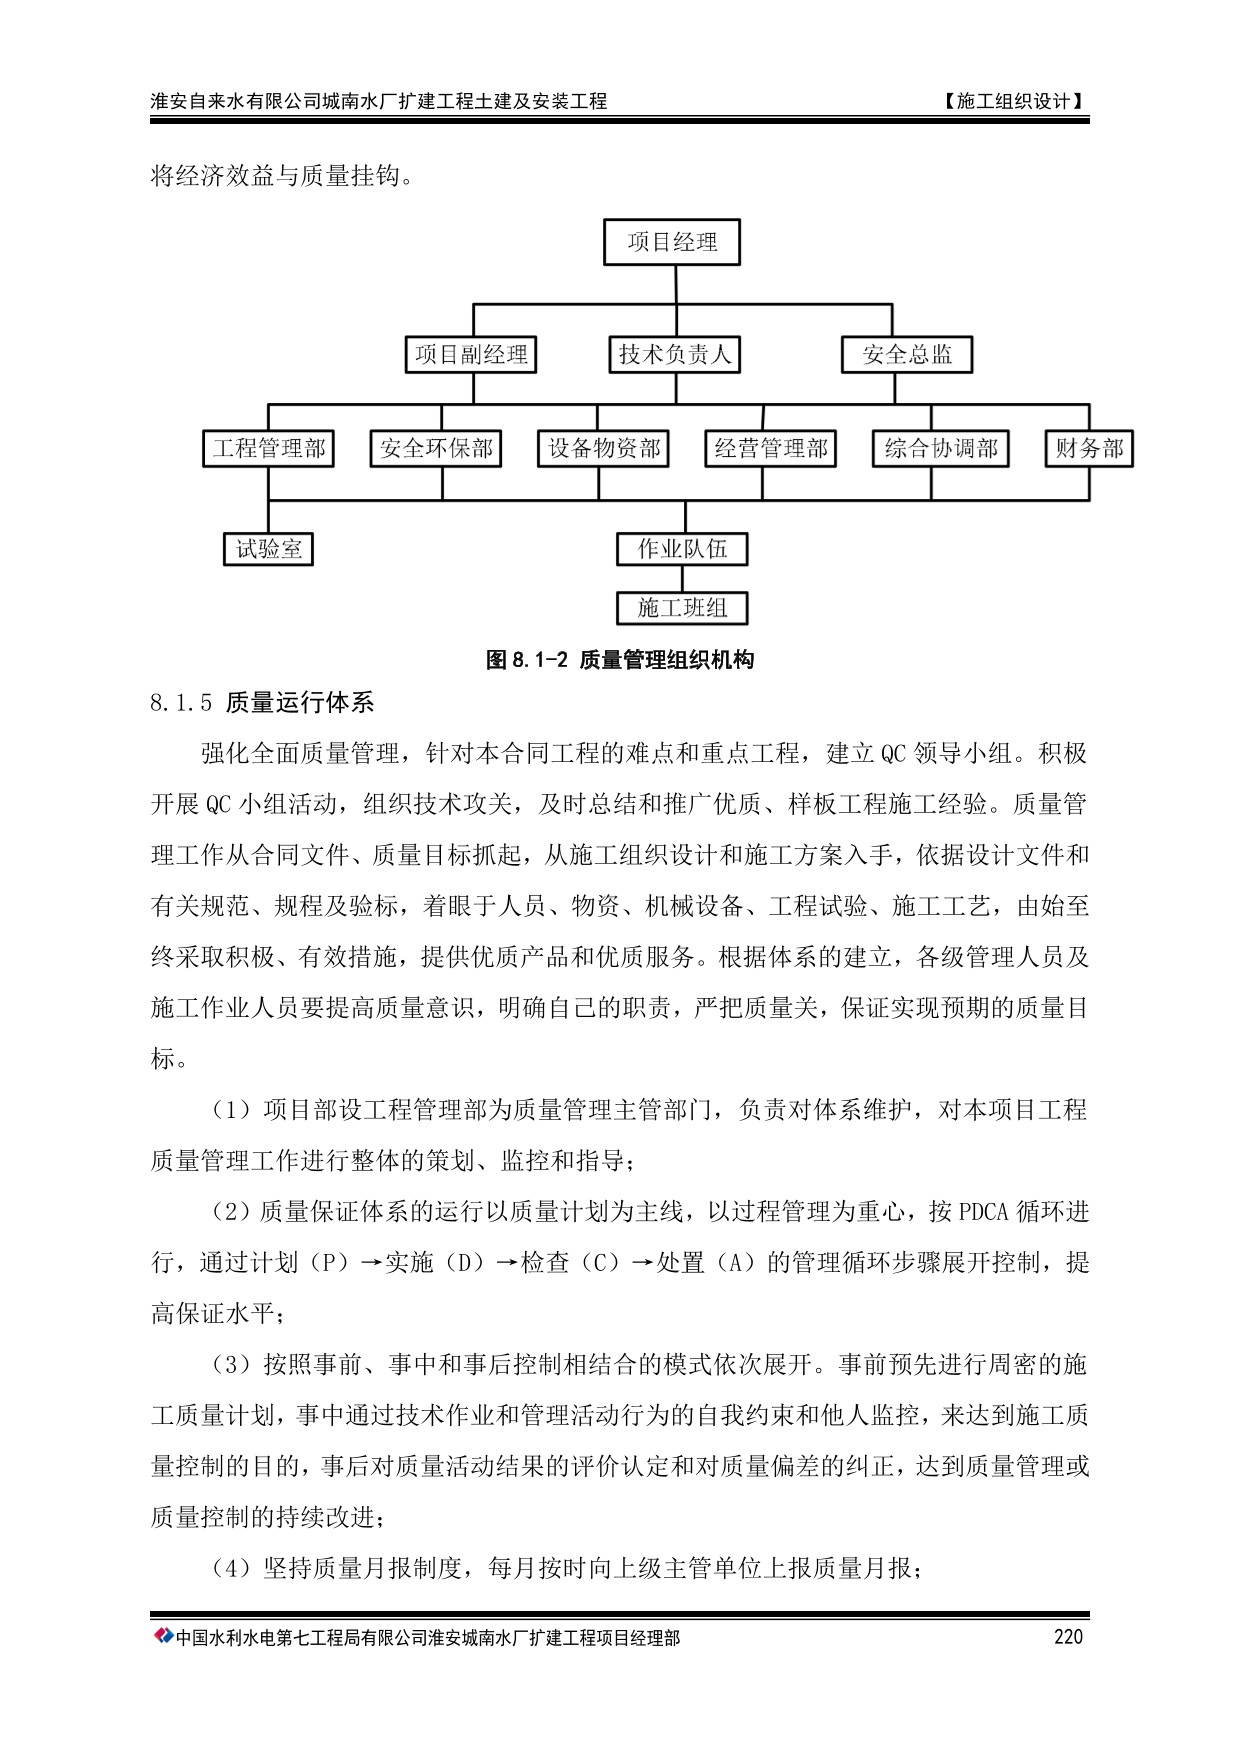 淮安自来水有限公司城南水厂扩建工程土建及安装工程 【施工组织设计】
将经济效益与质量挂钩。
项目经理
项目副经理 技术负责人 安全总监
工程管理部 安全环保部 设备物资部 经营管理部 综合协调部 财务部
试验室 作业队伍
施工班组
图 8.1-2 质量管理组织机构
8.1.5 质量运行体系
强化全面质量管理，针对本合同工程的难点和重点工程，建立 QC 领导小组。积极
开展 QC 小组活动，组织技术攻关，及时总结和推广优质、样板工程施工经验。质量管
理工作从合同文件、质量目标抓起，从施工组织设计和施工方案入手，依据设计文件和
有关规范、规程及验标，着眼于人员、物资、机械设备、工程试验、施工工艺，由始至
终采取积极、有效措施，提供优质产品和优质服务。根据体系的建立，各级管理人员及
施工作业人员要提高质量意识，明确自己的职责，严把质量关，保证实现预期的质量目
标。
（1）项目部设工程管理部为质量管理主管部门，负责对体系维护，对本项目工程
质量管理工作进行整体的策划、监控和指导；
（2）质量保证体系的运行以质量计划为主线，以过程管理为重心，按 PDCA 循环进
行，通过计划（P）→实施（D）→检查（C）→处置（A）的管理循环步骤展开控制，提
高保证水平；
（3）按照事前、事中和事后控制相结合的模式依次展开。事前预先进行周密的施
工质量计划，事中通过技术作业和管理活动行为的自我约束和他人监控，来达到施工质
量控制的目的，事后对质量活动结果的评价认定和对质量偏差的纠正，达到质量管理或
质量控制的持续改进；
（4）坚持质量月报制度，每月按时向上级主管单位上报质量月报；
中国水利水电第七工程局有限公司淮安城南水厂扩建工程项目经理部 220